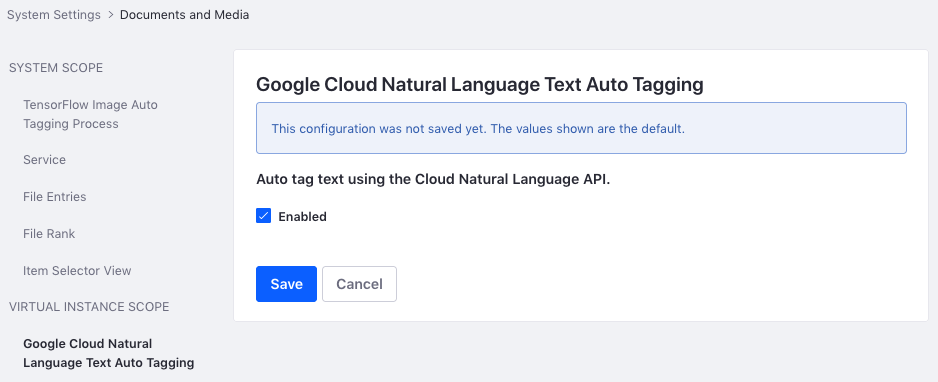 System Settings > Documents and Media
SYSTEM SCOPE
TensorFlow Image Auto
Tagging Process
Service
File Entries
File Rank
Item Selector View
VIRTUAL INSTANCE SCOPE
Google Cloud Natural
Language Text Auto Tagging
Google Cloud Natural Language Text Auto Tagging
This configuration was not saved yet. The values shown are the default.
Auto tag text using the Cloud Natural Language API.
Enabled
Save Cancel